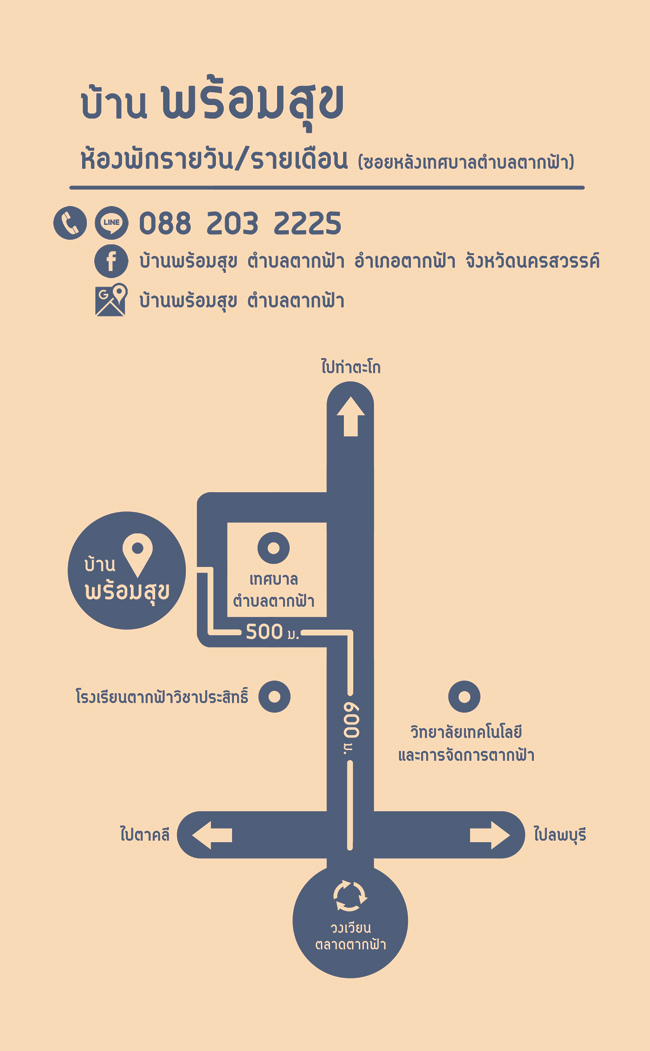 บ้าน พร้อมสุข
ห้องพักรายวัน/รายเดือน (ซอยหลังเทศบาลตำบลตากฟ้า)
LINE 088 203 2225
f บ้านพร้อมสุข ตำบลตากฟ้า อำเภอตากฟ้า จังหวัดนครสวรรค์
G บ้านพร้อมสุข ตำบลตากฟ้า
ไปท่าตะโก
บ้าน
พร้อมสุข
เทศบาล
ตำบลตากฟ้า
500 ม.
โรงเรียนตากฟ้าวิชาประสิทธิ์
600 ม.
วิทยาลัยเทคโนโลยี
และการจัดการตากฟ้า
ไปตาคลี
ไปลพบุรี
วงเวียน
ตลาดตากฟ้า